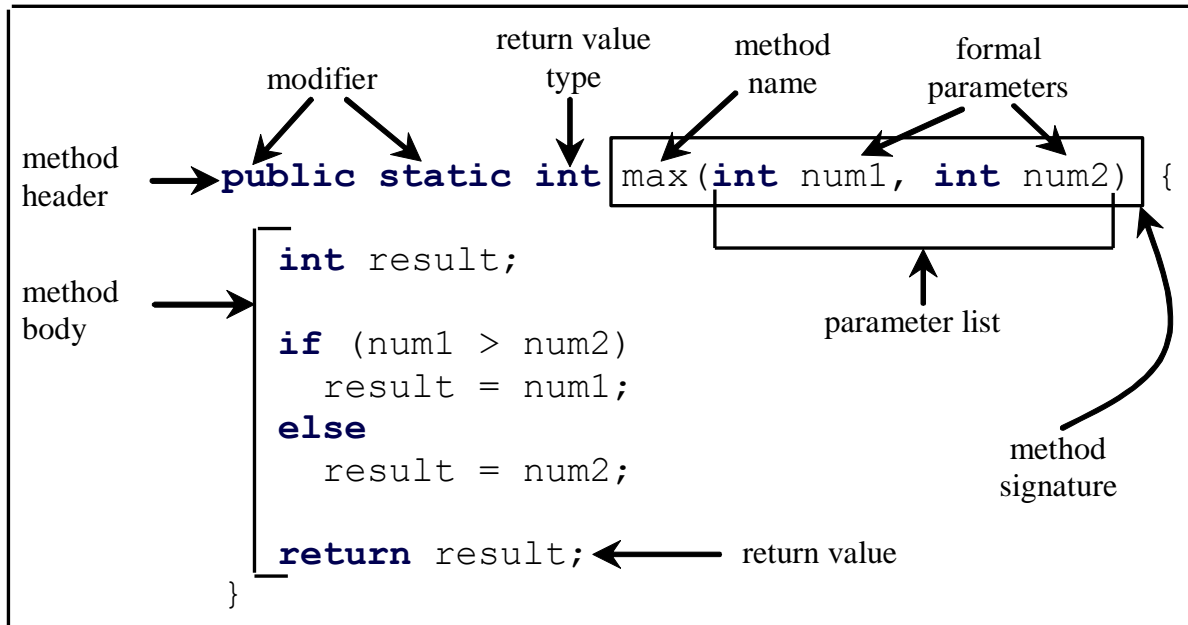 return value
type
method
name
formal
parameters
modifier
method
header
public static int max(int num1, int num2) {
method
body
int result;
parameter list
if (num1 > num2)
result = num1;
else
result = num2;
method
signature
return result;
return value
}